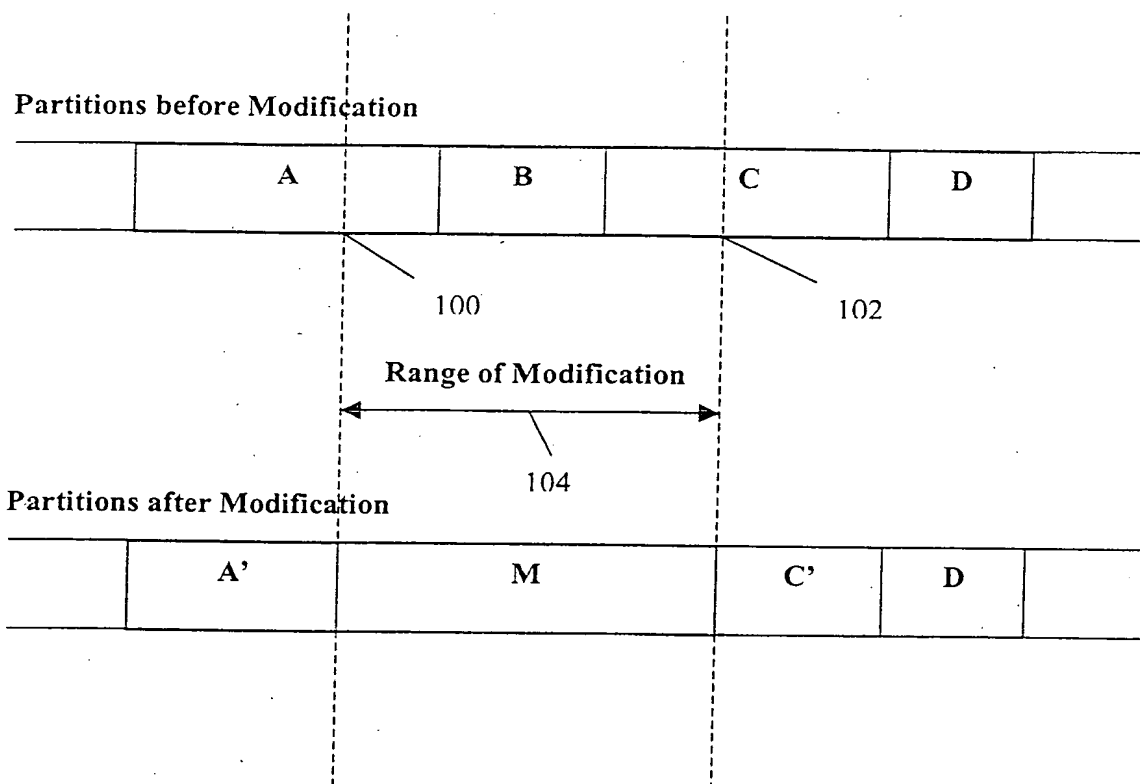 Partitions before Modification
A B C D
100 102
Range of Modification
104
Partitions after Modification
A’ M C’ D